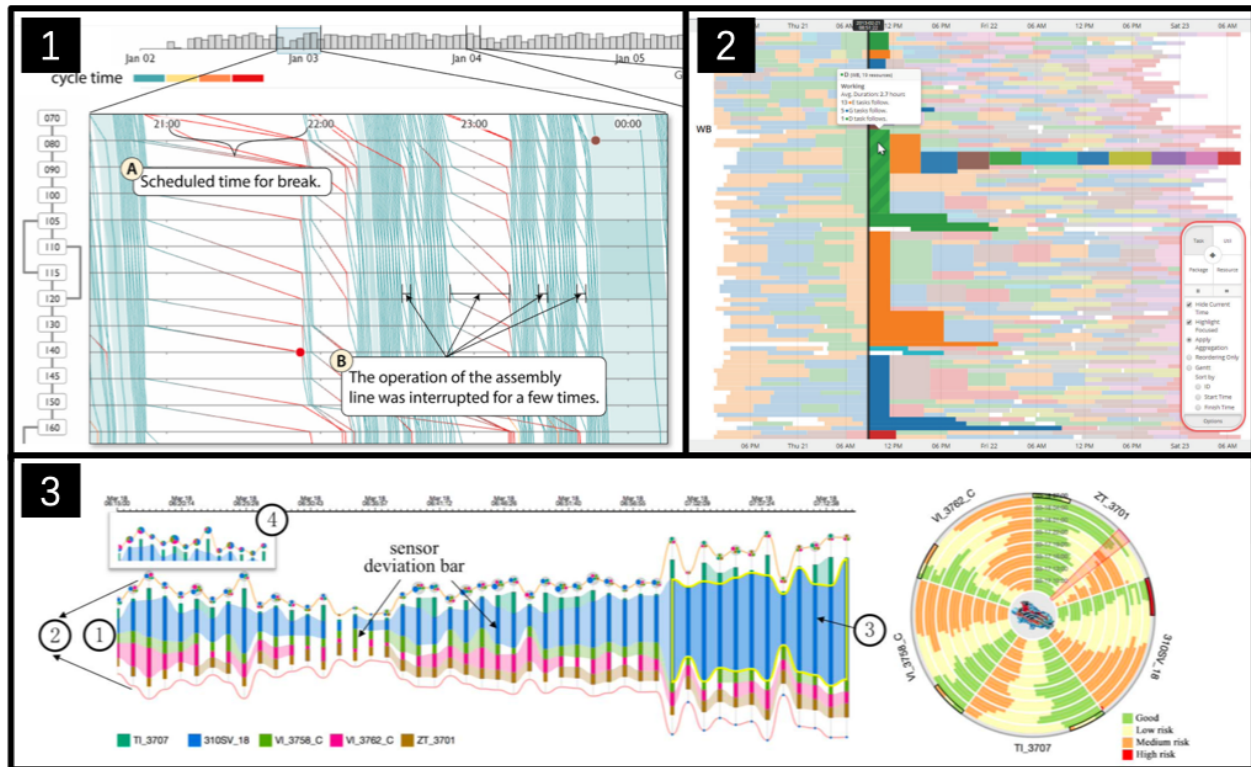 1
Jan 02
Jan 03
Jan 04
Jan 05
cycle time
070
080
090
100
105
110
115
120
130
140
145
150
160
21:00
22:00
23:00
00:00
A
Scheduled time for break.
B
The operation of the assembly
line was interrupted for a few times.
2
Thu 21
06 AM
12 PM
06 PM
Fri 22
06 AM
12 PM
06 PM
Sat 23
06 AM
WB
Working
Avg. Duration: 2.7 hours
Task
Package
Resource
Hide Current
Time
Highlight
Focused
Apply
Aggregation
Reordering Only
Gantt
Sort by
ID
Start Time
Finish Time
Options
06 PM
Thu 21
06 AM
12 PM
06 PM
Fri 22
06 AM
12 PM
06 PM
Sat 23
06 AM
3
4
sensor
deviation bar
2
1
3
TI_3707
310SV_18
VI_3758_C
VI_3762_C
ZT_3701
VI_3762_C
ZT_3701
310SV_18
TI_3707
VI_3758_C
Good
Low risk
Medium risk
High risk